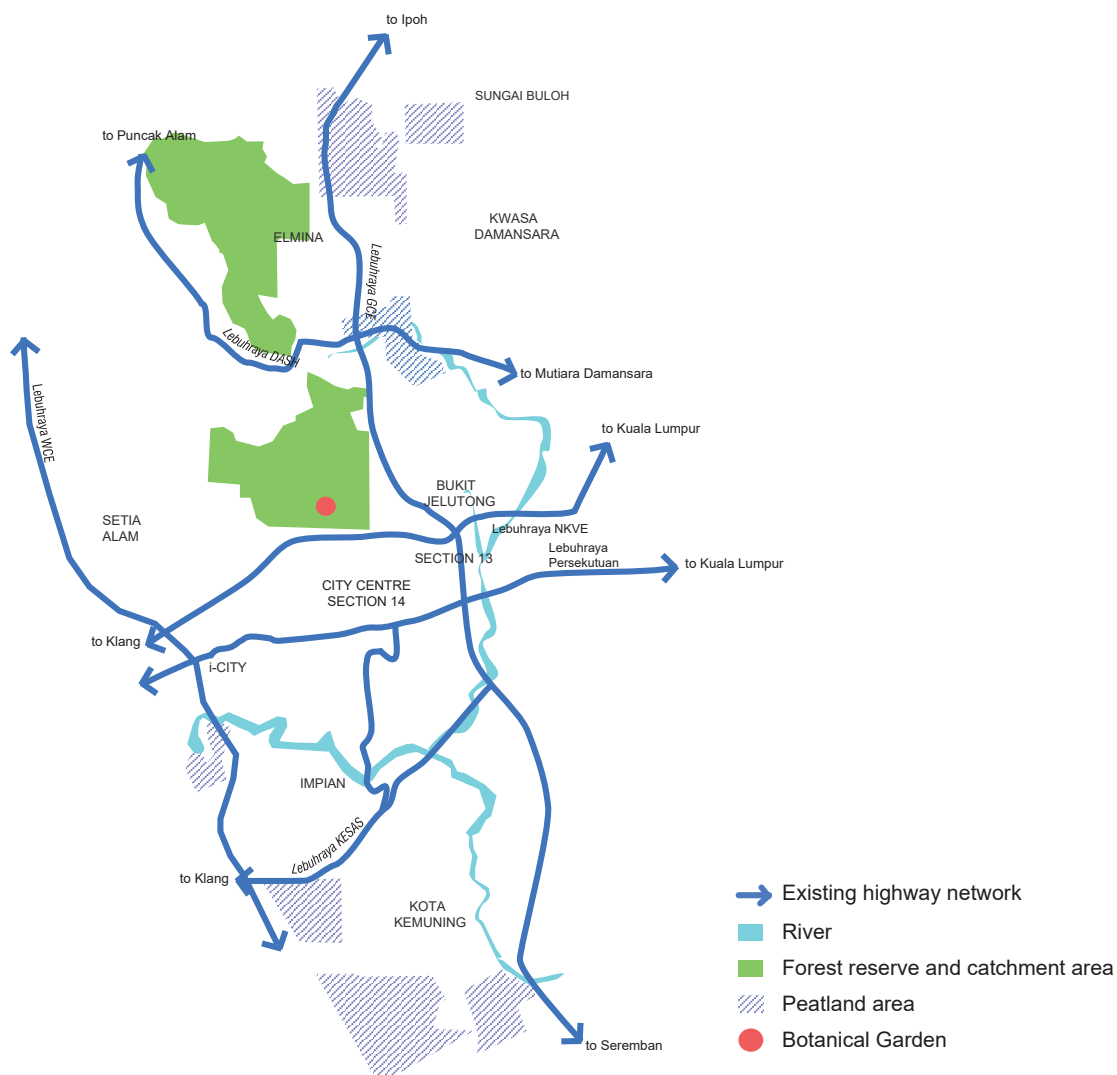 to Ipoh
SUNGAI BULOH
to Puncak Alam
KWASA
DAMANSARA
ELMINA
Lebuhraya GCE
Lebuhraya DASH
to Mutiara Damansara
Lebuhraya WCE
to Kuala Lumpur
BUKIT
JELUTONG
SETIA
ALAM
Lebuhraya NKVE
SECTION 13
Lebuhraya
Persekutuan
to Kuala Lumpur
CITY CENTRE
SECTION 14
to Klang
i-CITY
IMPIAN
Lebuhraya KESAS
to Klang
KOTA
KEMUNING
to Seremban
Existing highway network
River
Forest reserve and catchment area
Peatland area
Botanical Garden